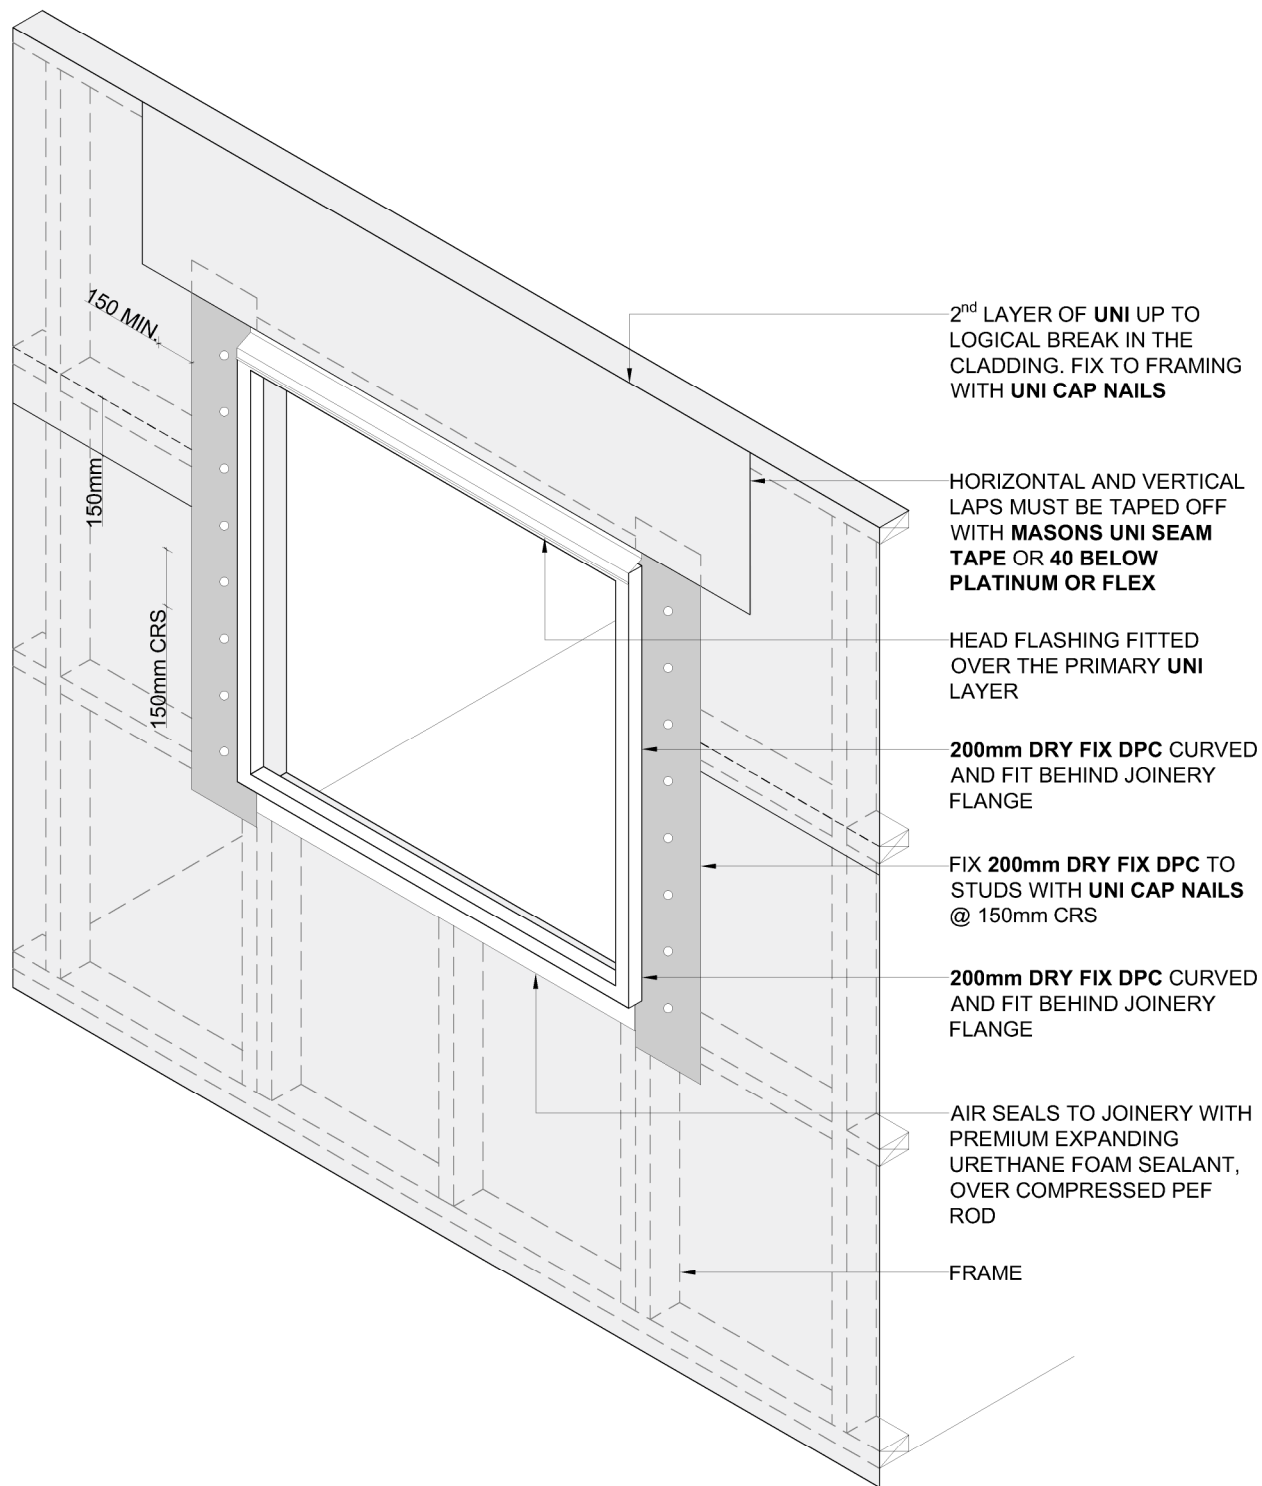 150 MIN.
150mm
150mm CRS
2nd LAYER OF UNI UP TO
LOGICAL BREAK IN THE
CLADDING. FIX TO FRAMING
WITH UNI CAP NAILS
HORIZONTAL AND VERTICAL
LAPS MUST BE TAPED OFF
WITH MASONS UNI SEAM
TAPE OR 40 BELOW
PLATINUM OR FLEX
HEAD FLASHING FITTED
OVER THE PRIMARY UNI
LAYER
200mm DRY FIX DPC CURVED
AND FIT BEHIND JOINERY
FLANGE
FIX 200mm DRY FIX DPC TO
STUDS WITH UNI CAP NAILS
@ 150mm CRS
200mm DRY FIX DPC CURVED
AND FIT BEHIND JOINERY
FLANGE
AIR SEALS TO JOINERY WITH
PREMIUM EXPANDING
URETHANE FOAM SEALANT,
OVER COMPRESSED PEF
ROD
FRAME